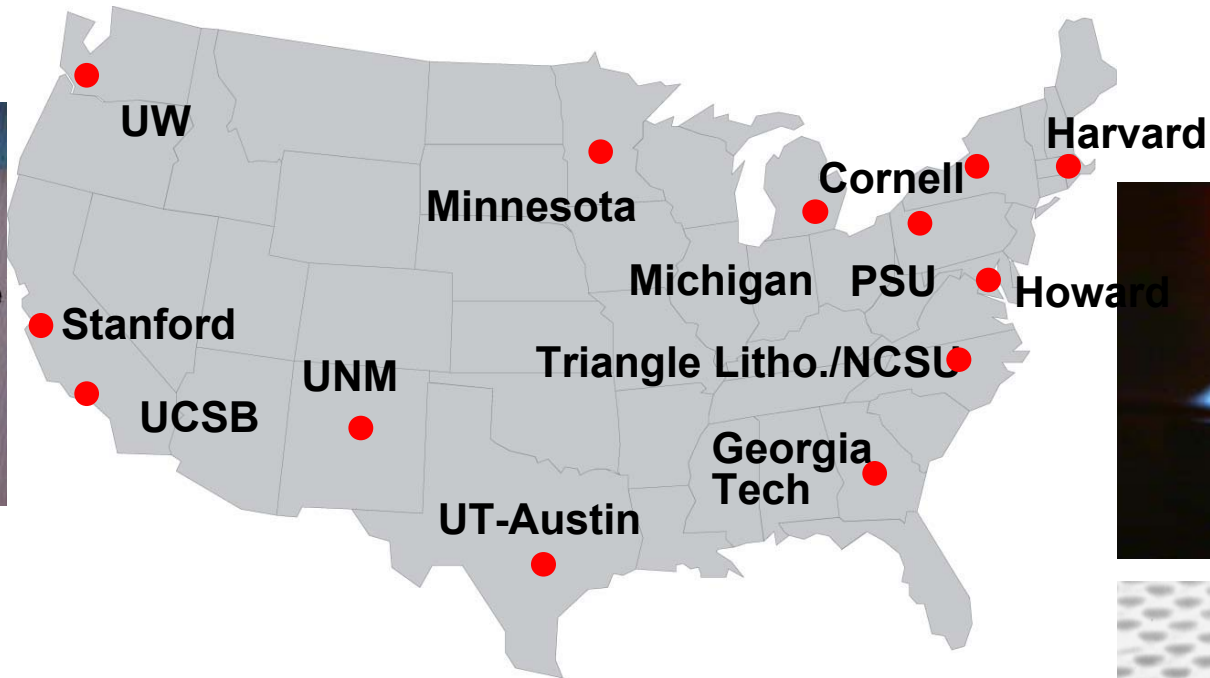 UW
Harvard
Cornell
Minnesota
Michigan
PSU
Howard
Stanford
Triangle Litho./NCSU
UNM
UCSB
Georgia
Tech
UT-Austin